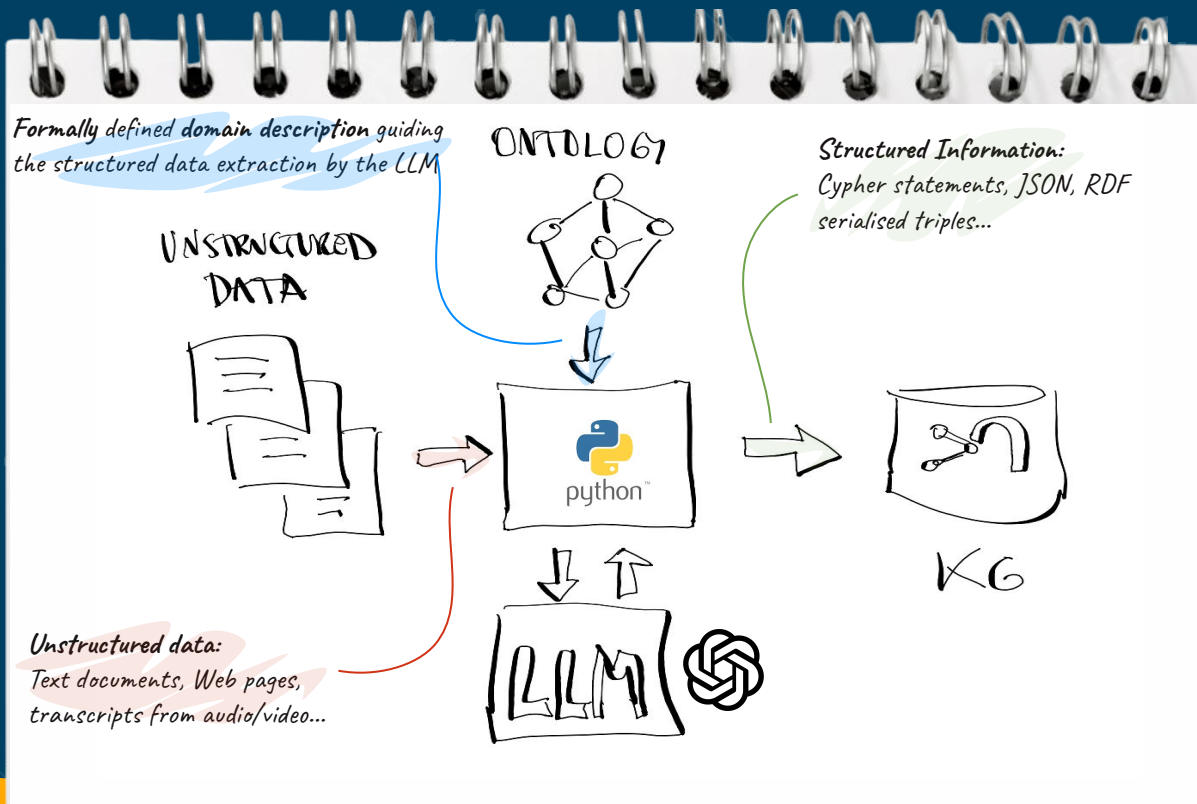 Formally defined domain description guiding
the structured data extraction by the LLM
ONTOLOGY
Structured Information:
Cypher statements, JSON, RDF
serialised triples...
UNSTRUCTURED
DATA
python™
KG
LLM
Unstructured data:
Text documents, Web pages,
transcripts from audio/video...